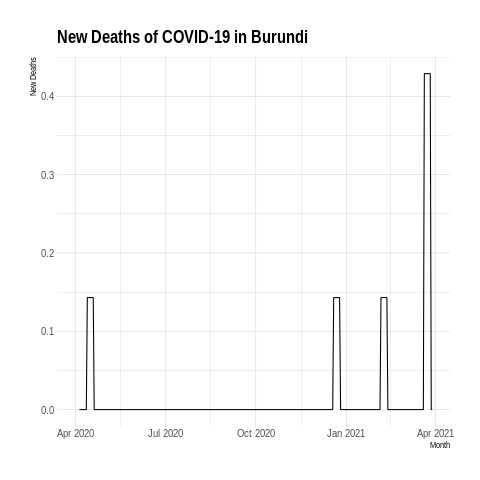 New Deaths of COVID-19 in Burundi
New Deaths
0.4
0.3
0.2
0.1
0.0
Apr 2020 Jul 2020 Oct 2020 Jan 2021 Apr 2021
Month